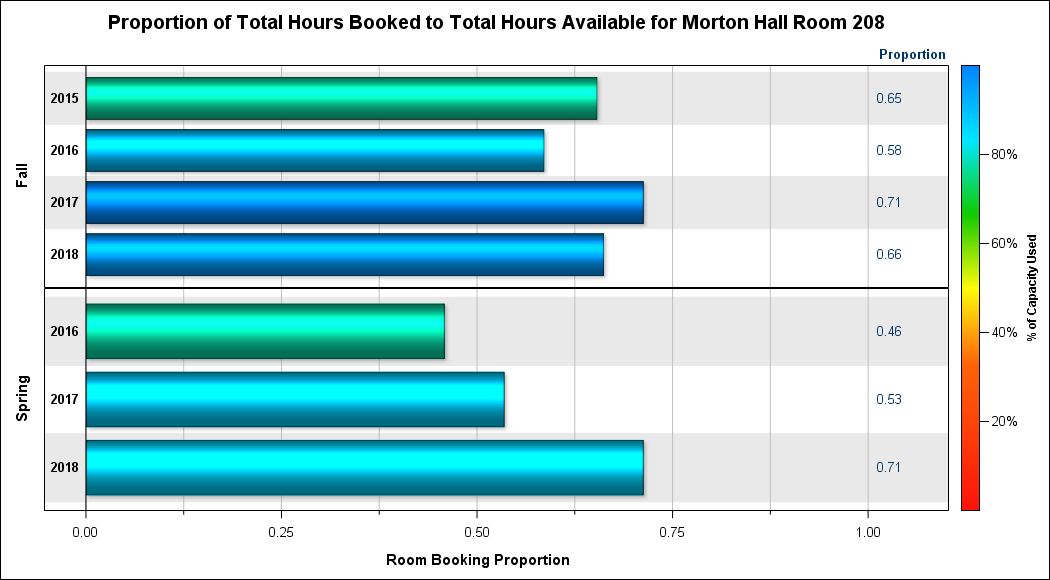 Proportion of Total Hours Booked to Total Hours Available for Morton Hall Room 208
Proportion
Fall
2015 0.65
2016 0.58
2017 0.71
2018 0.66
Spring
2016 0.46
2017 0.53
2018 0.71
0.00 0.25 0.50 0.75 1.00
Room Booking Proportion
80%
60%
40%
20%
% of Capacity Used